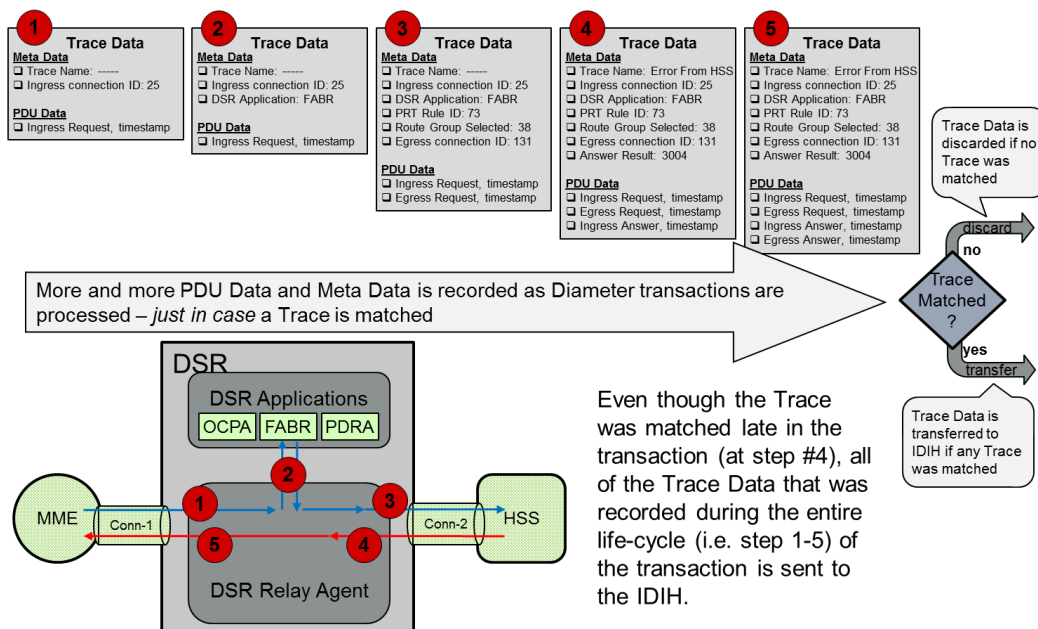 1
Trace Data
Meta Data
❑ Trace Name: -----
❑ Ingress connection ID: 25
PDU Data
❑ Ingress Request, timestamp
2
Trace Data
Meta Data
❑ Trace Name: -----
❑ Ingress connection ID: 25
❑ DSR Application: FABR
PDU Data
❑ Ingress Request, timestamp
3
Trace Data
Meta Data
❑ Trace Name: -----
❑ Ingress connection ID: 25
❑ DSR Application: FABR
❑ PRT Rule ID: 73
❑ Route Group Selected: 38
❑ Egress connection ID: 131
PDU Data
❑ Ingress Request, timestamp
❑ Egress Request, timestamp
4
Trace Data
Meta Data
❑ Trace Name: Error From HSS
❑ Ingress connection ID: 25
❑ DSR Application: FABR
❑ PRT Rule ID: 73
❑ Route Group Selected: 38
❑ Egress connection ID: 131
❑ Answer Result: 3004
PDU Data
❑ Ingress Request, timestamp
❑ Egress Request, timestamp
❑ Ingress Answer, timestamp
5
Trace Data
Meta Data
❑ Trace Name: Error From HSS
❑ Ingress connection ID: 25
❑ DSR Application: FABR
❑ PRT Rule ID: 73
❑ Route Group Selected: 38
❑ Egress connection ID: 131
❑ Answer Result: 3004
PDU Data
❑ Ingress Request, timestamp
❑ Egress Request, timestamp
❑ Ingress Answer, timestamp
❑ Egress Answer, timestamp
Trace Data is
discarded if no
Trace was
matched
discard
no
Trace
Matched
?
yes
transfer
Trace Data is
transferred to
IDIH if any Trace
was matched
More and more PDU Data and Meta Data is recorded as Diameter transactions are
processed – just in case a Trace is matched
DSR
DSR Applications
OCPA FABR PDRA
2
1
3
MME
Conn-1
Conn-2
HSS
5
4
DSR Relay Agent
Even though the Trace
was matched late in the
transaction (at step #4), all
of the Trace Data that was
recorded during the entire
life-cycle (i.e. step 1-5) of
the transaction is sent to
the IDIH.